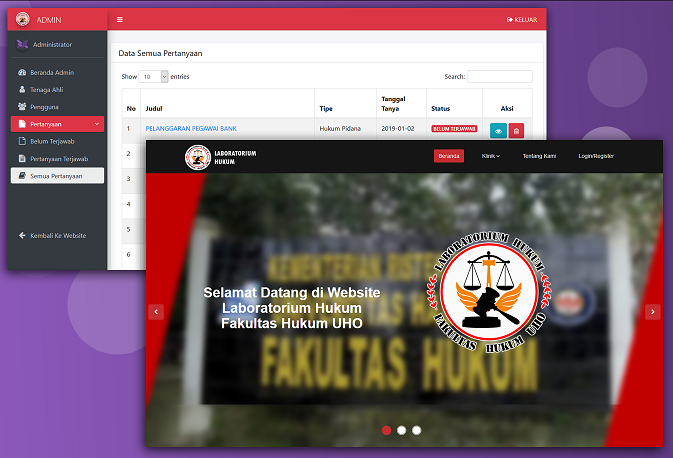 ADMIN
KELUAR
Administrator
Beranda Admin
Tenaga Ahli
Pengguna
Pertanyaan
Belum Terjawab
Pertanyaan Terjawab
Semua Pertanyaan
Kembali Ke Website
Data Semua Pertanyaan
Show 10 entries
Search:
No Judul Tipe Tanggal Tanya Status Aksi
1 PELANGGARAN PEGAWAI BANK Hukum Pidana 2019-01-02 BELUM TERJAWAB
2
3
4
5
6
LABORATORIUM
HUKUM
Beranda Klinik Tentang Kami Login/Register
KEMENTERIAN RISTE
FAKULTAS HUKUM
Selamat Datang di Website
Laboratorium Hukum
Fakultas Hukum UHO
LABORATORIUM HUKUM
FAKULTAS HUKUM UHO